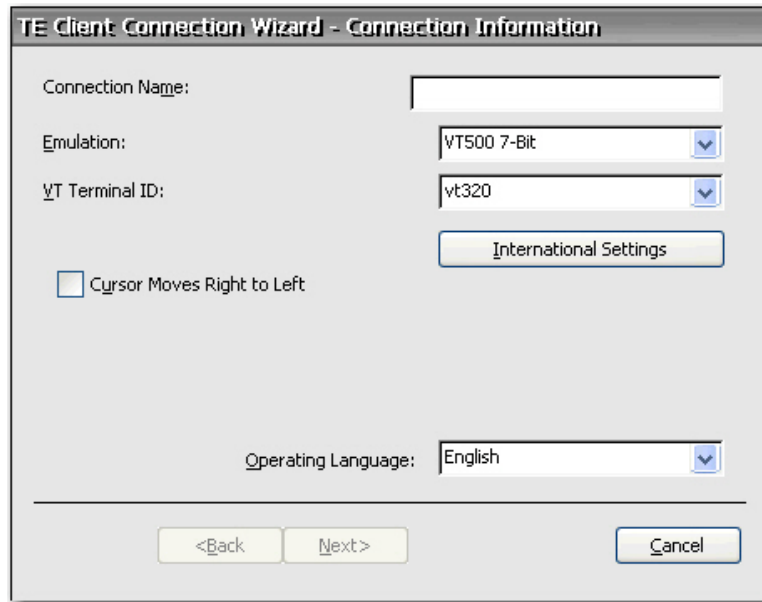 TE Client Connection Wizard - Connection Information
Connection Name:
Emulation: VT500 7-Bit
VT Terminal ID: vt320
International Settings
Cursor Moves Right to Left
Operating Language: English
<Back Next> Cancel